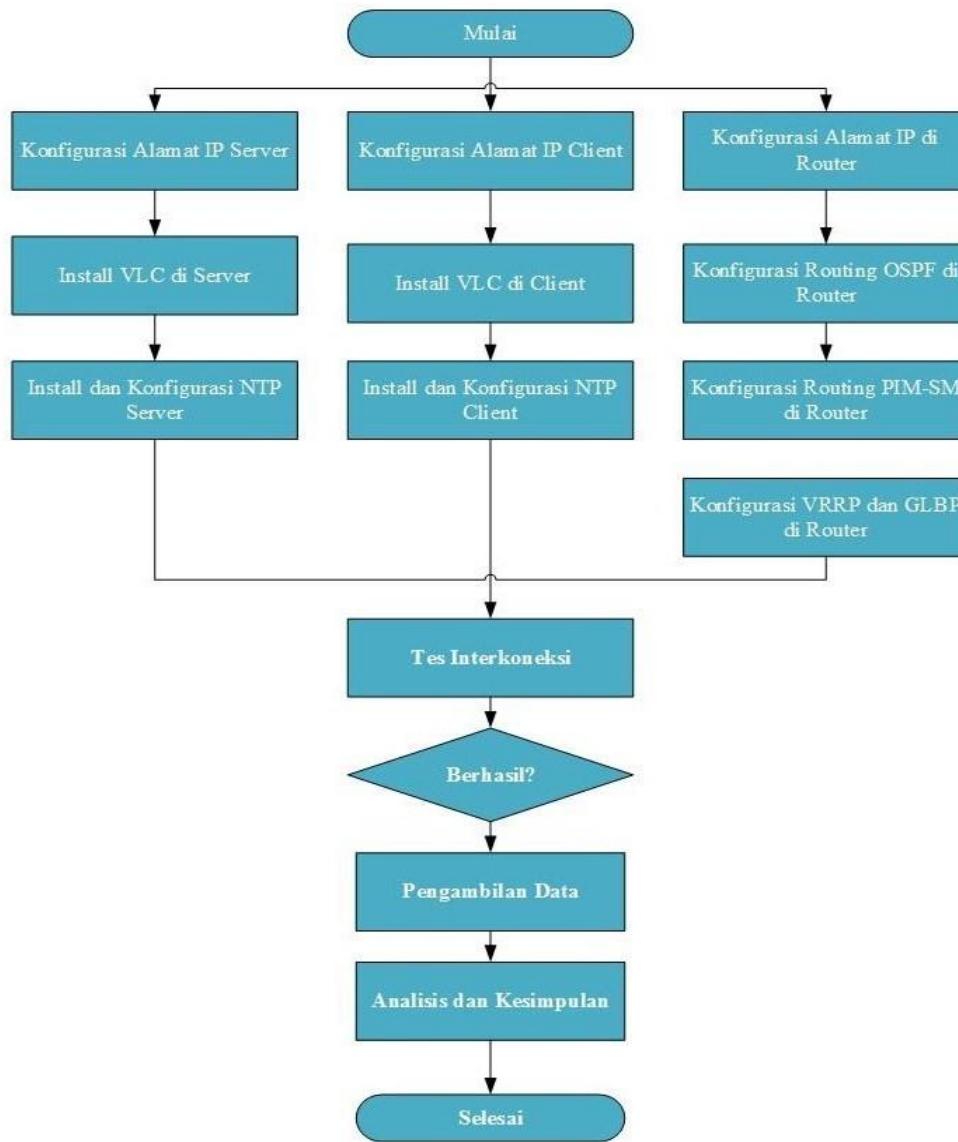 Mulai
Konfigurasi Alamat IP Server
Konfigurasi Alamat IP Client
Konfigurasi Alamat IP di
Router
Install VLC di Server
Install VLC di Client
Konfigurasi Routing OSPF di
Router
Install dan Konfigurasi NTP
Server
Install dan Konfigurasi NTP
Client
Konfigurasi Routing PIM-SM
di Router
Konfigurasi VRRP dan GLBP
di Router
Tes Interkoneksi
Berhasil?
Pengambilan Data
Analisis dan Kesimpulan
Selesai